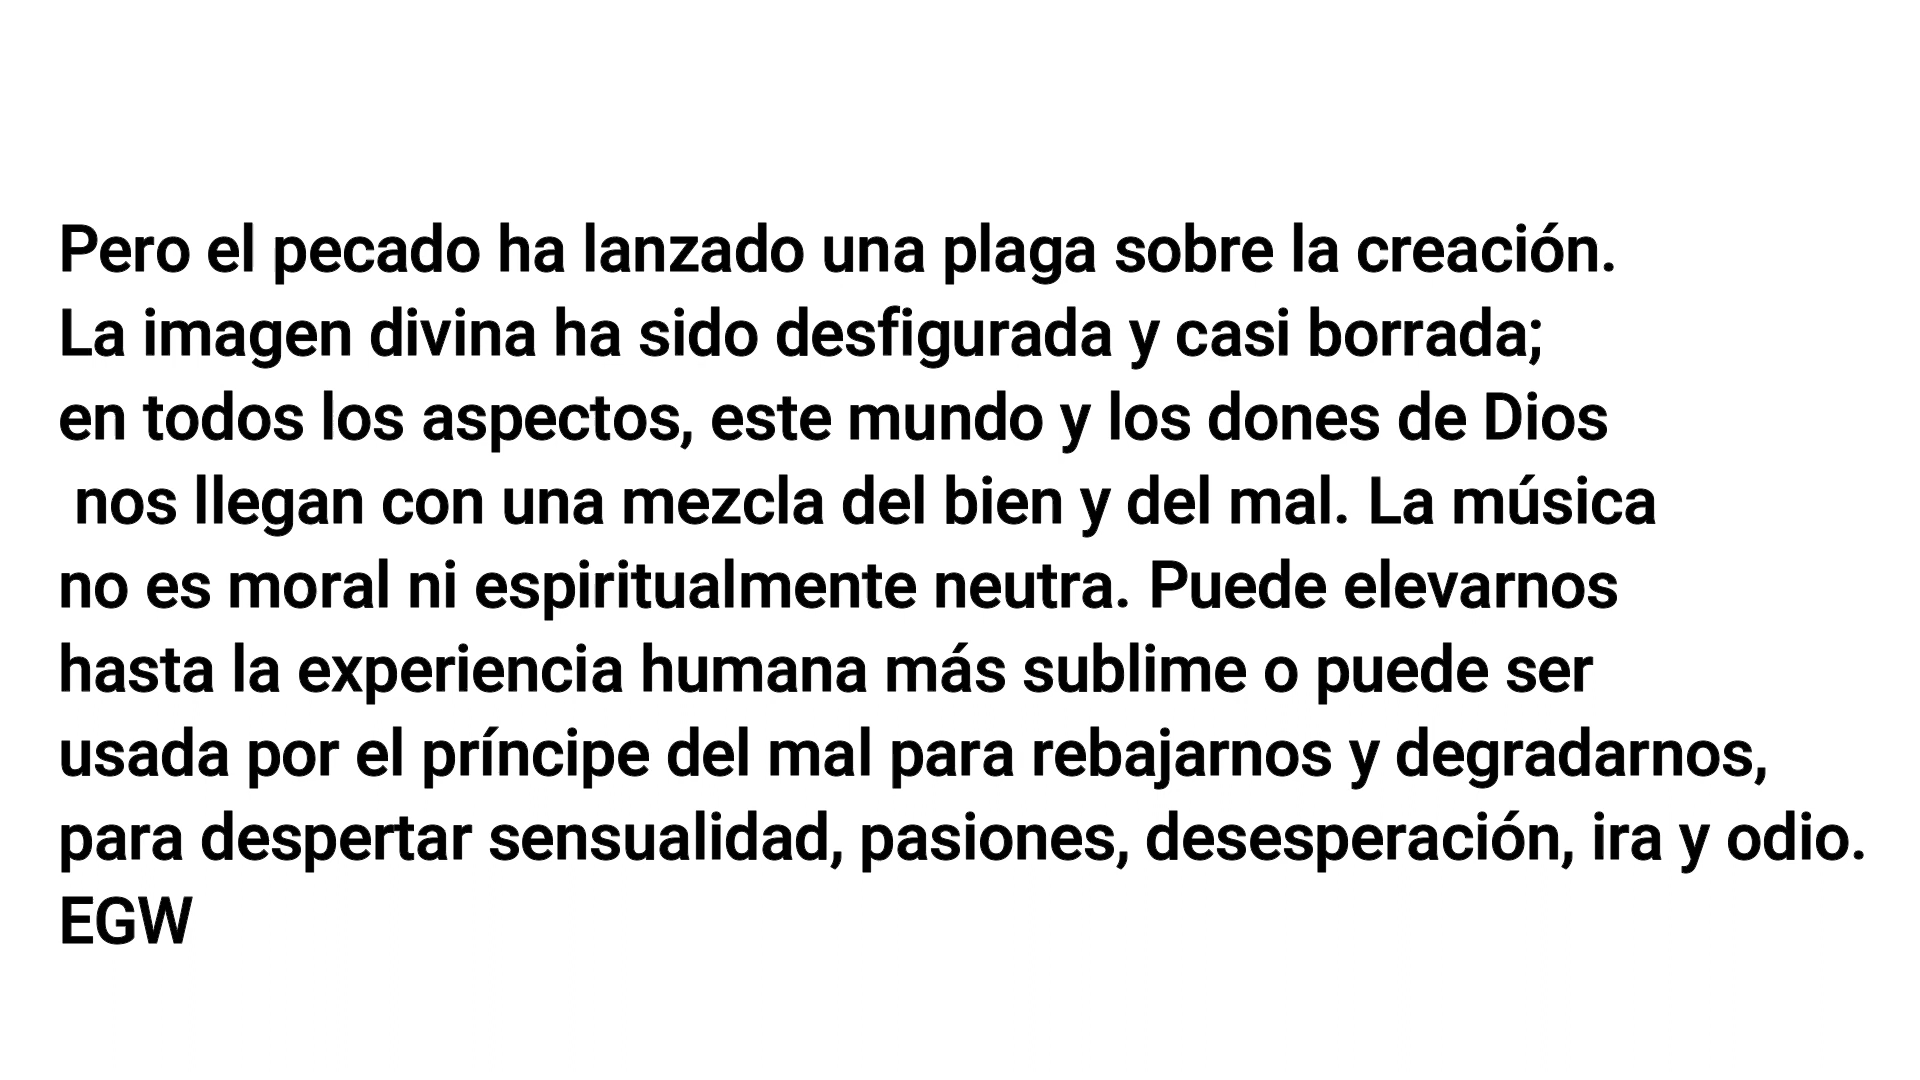 Pero el pecado ha lanzado una plaga sobre la creación.
La imagen divina ha sido desfigurada y casi borrada;
en todos los aspectos, este mundo y los dones de Dios
nos llegan con una mezcla del bien y del mal. La música
no es moral ni espiritualmente neutra. Puede elevarnos
hasta la experiencia humana más sublime o puede ser
usada por el príncipe del mal para rebajarnos y degradarnos,
para despertar sensualidad, pasiones, desesperación, ira y odio.
EGW